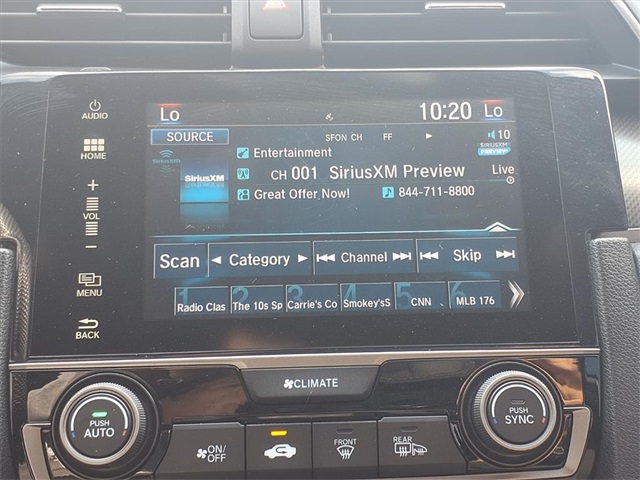 AUDIO
HOME
+
VOL
−
MENU
BACK
Lo 10:20 Lo
SOURCE SFON CH FF 10
SiriusXM Entertainment SIRIUSXM PREVIEW
SiriusXM CH 001 SiriusXM Preview Live
Great Offer Now! 844-711-8800
Scan Category Channel Skip
1 2 3 4 5 6
Radio Clas The 10s Sp Carrie's Co Smokey'sS CNN MLB 176
CLIMATE
PUSH AUTO
ON/OFF
FRONT
REAR
PUSH SYNC